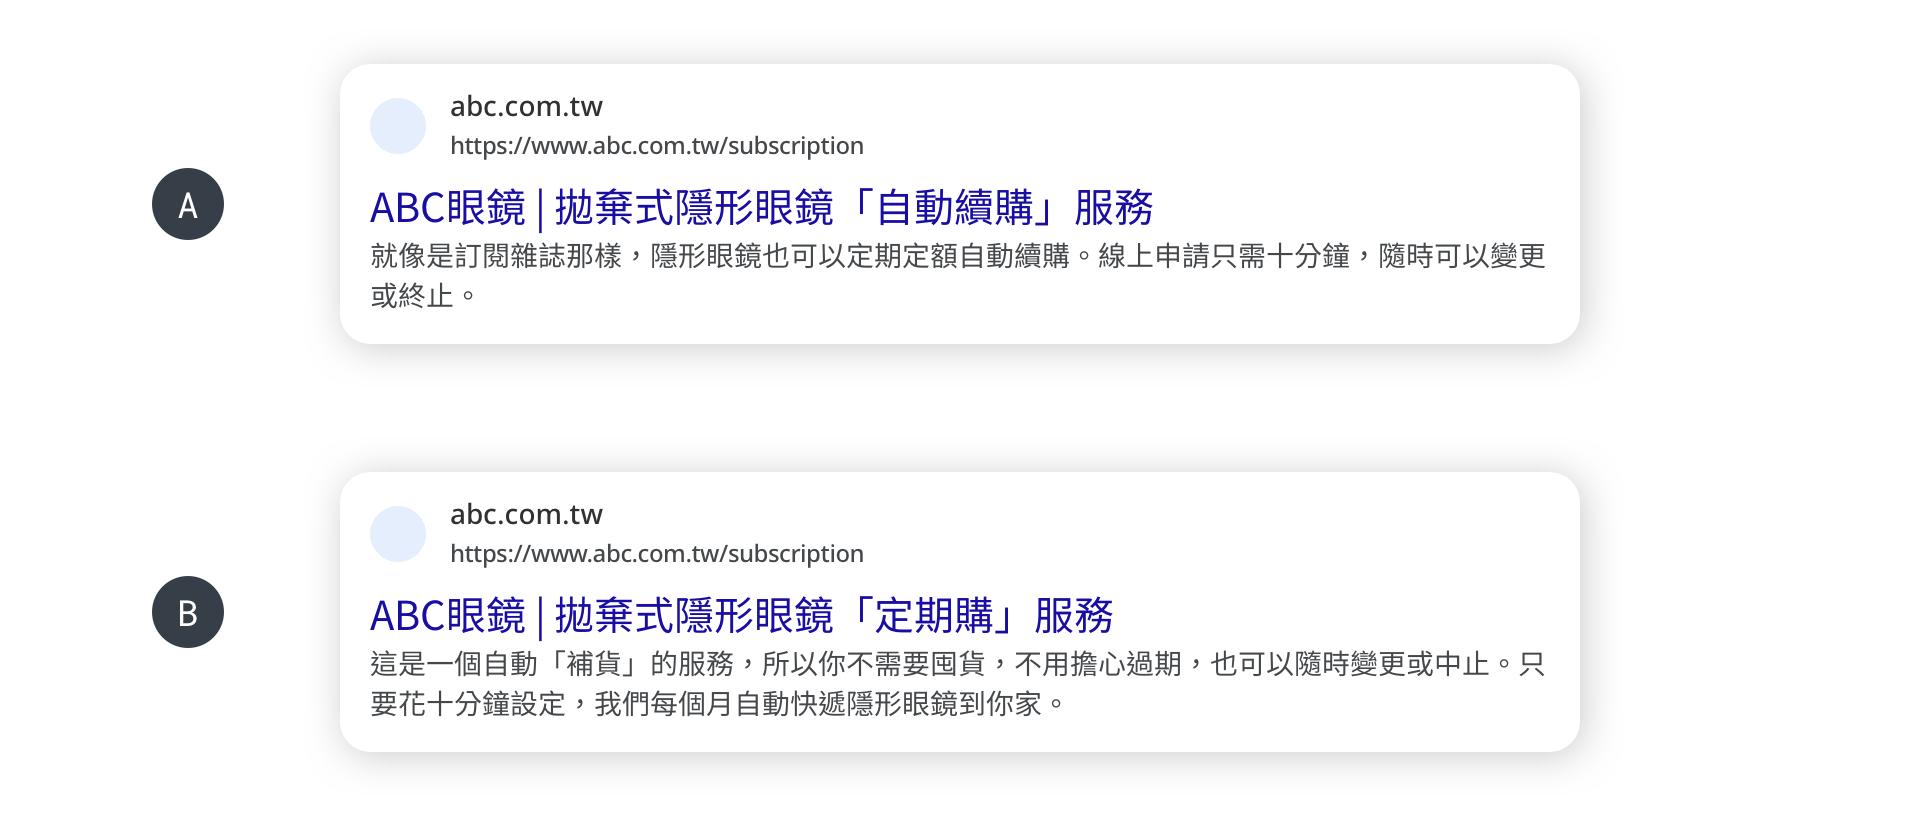 A
abc.com.tw
https://www.abc.com.tw/subscription
ABC眼鏡 | 拋棄式隱形眼鏡「自動續購」服務
就像是訂閱雜誌那樣，隱形眼鏡也可以定期定額自動續購。線上申請只需十分鐘，隨時可以變更
或終止。
B
abc.com.tw
https://www.abc.com.tw/subscription
ABC眼鏡 | 拋棄式隱形眼鏡「定期購」服務
這是一個自動「補貨」的服務，所以你不需要囤貨，不用擔心過期，也可以隨時變更或中止。只
要花十分鐘設定，我們每個月自動快遞隱形眼鏡到你家。